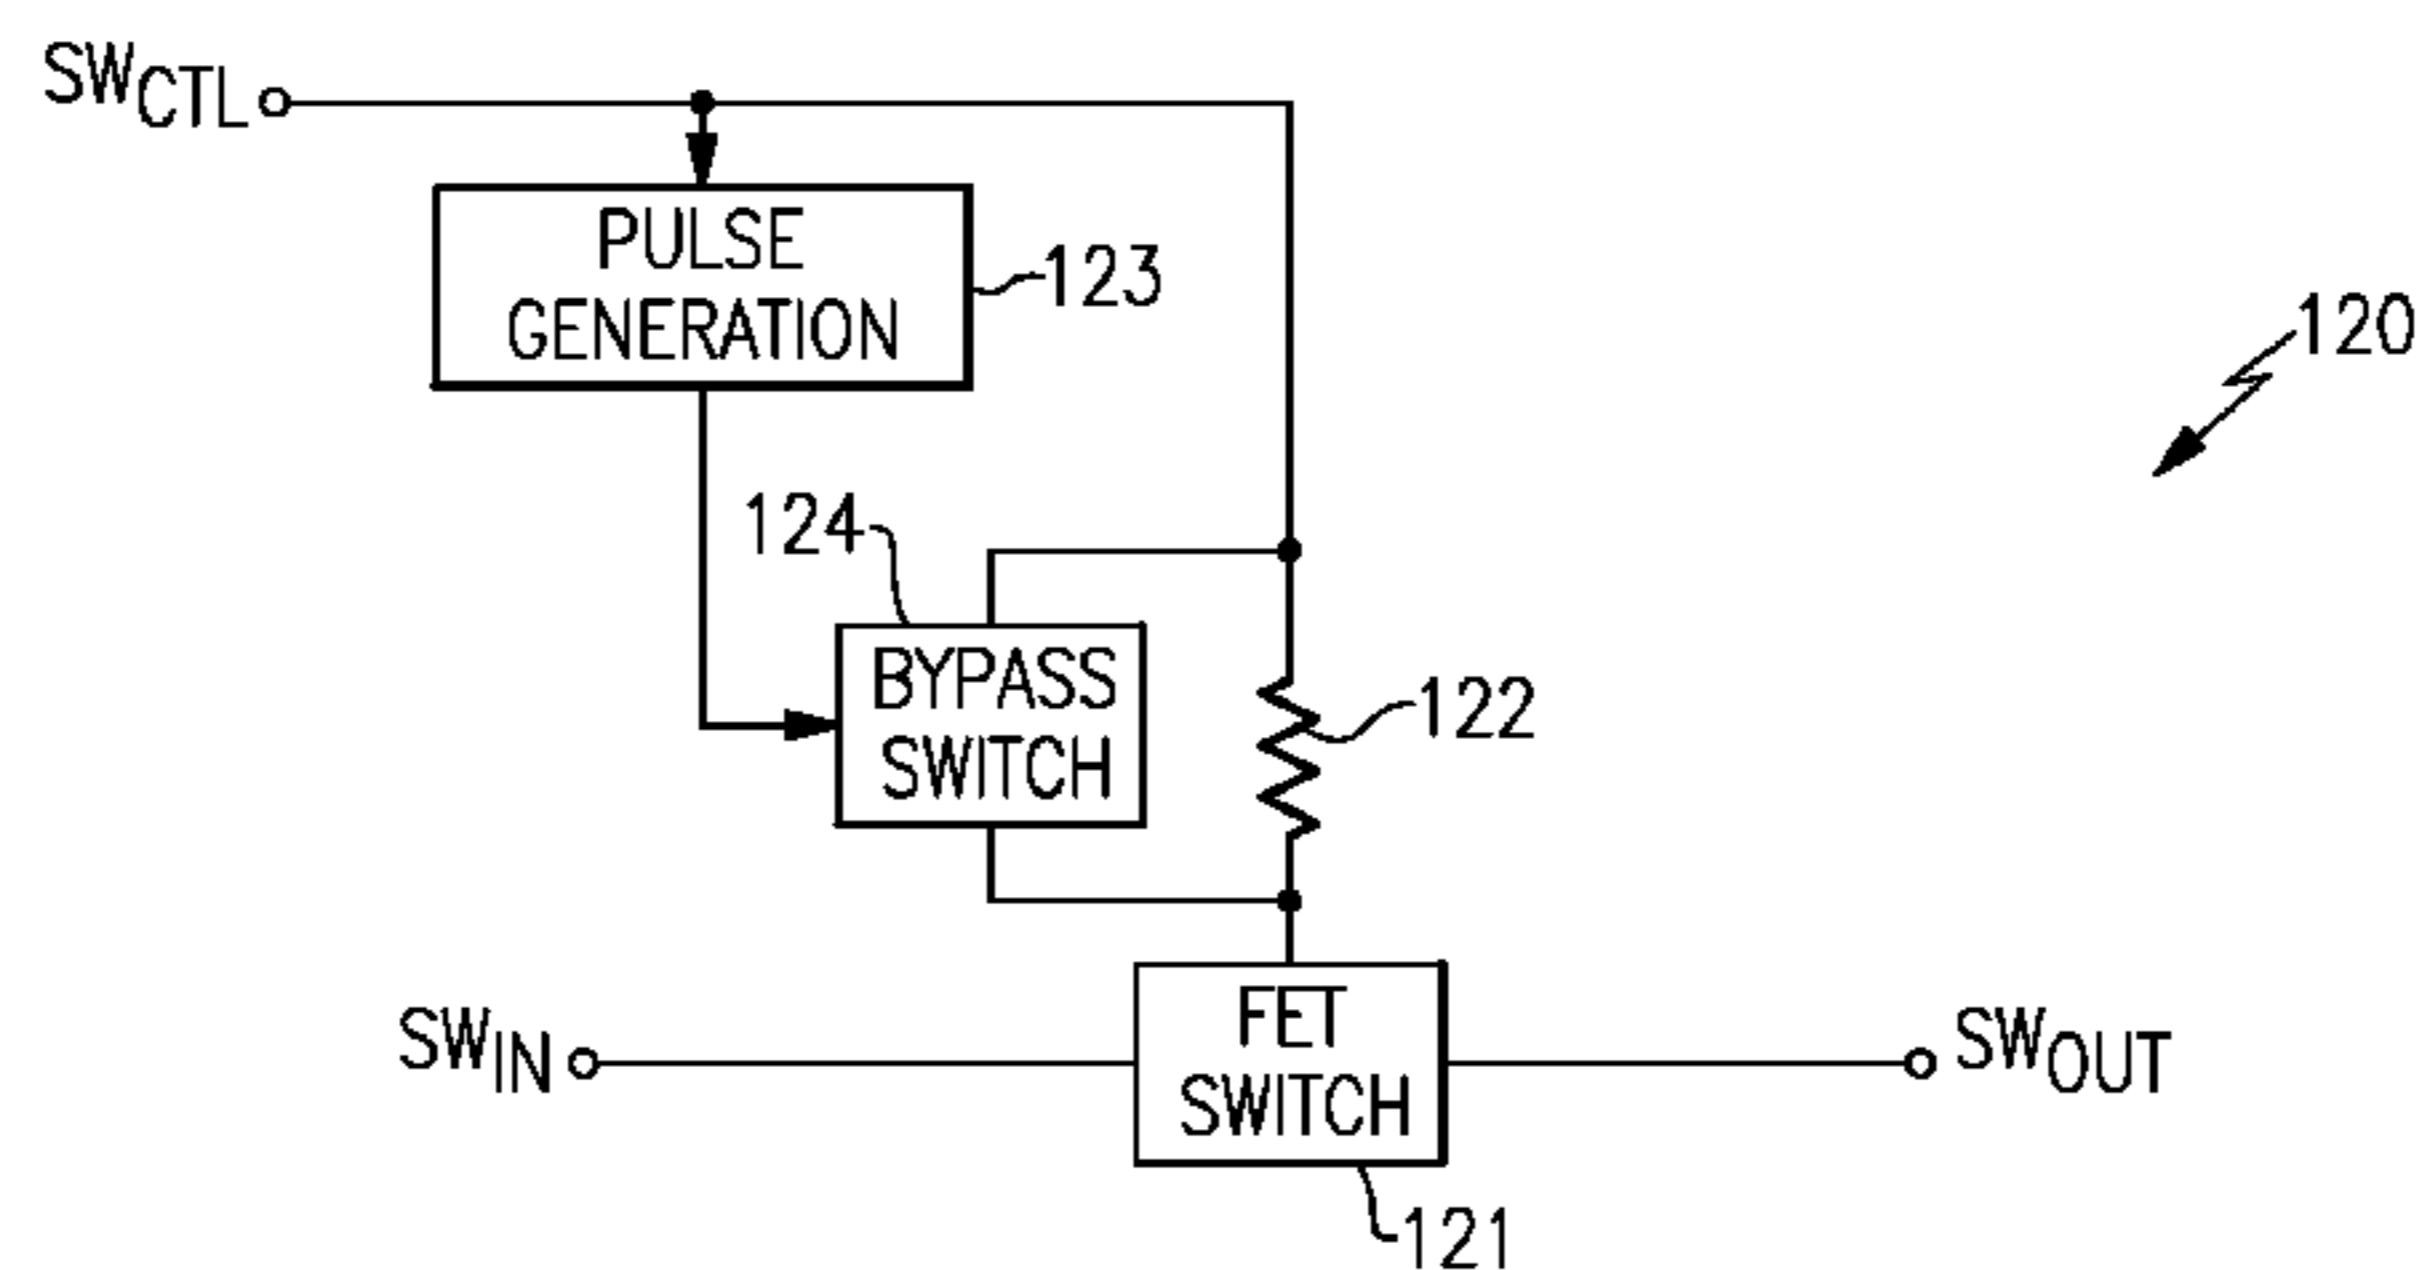 SWCTL
PULSE
GENERATION
123
120
124
BYPASS
SWITCH
122
SWIN
FET
SWITCH
SWOUT
121